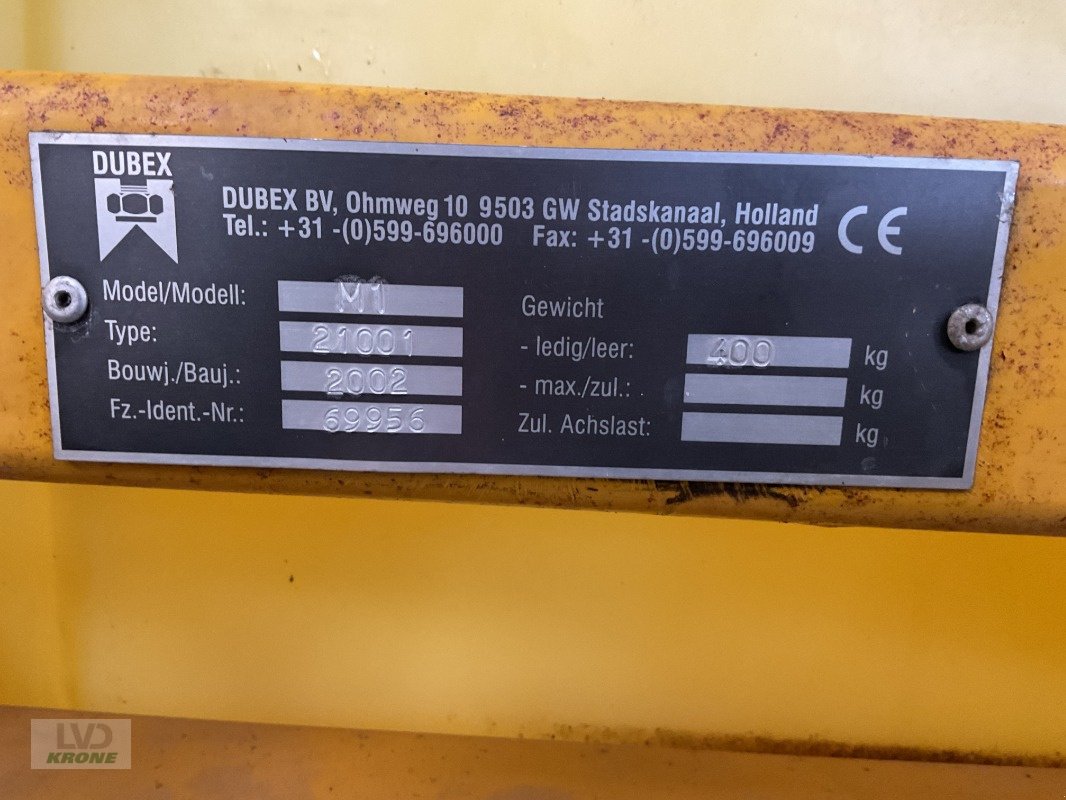 DUBEX
DUBEX BV, Ohmweg 10 9503 GW Stadskanaal, Holland
Tel.: +31 -(0)599-696000 Fax: +31 -(0)599-696009
CE
Model/Modell: M1
Type: 21001
Bouwj./Bauj.: 2002
Fz.-Ident.-Nr.: 69956
Gewicht
- ledig/leer: 400 kg
- max./zul.: kg
Zul. Achslast: kg
LVD
KRONE